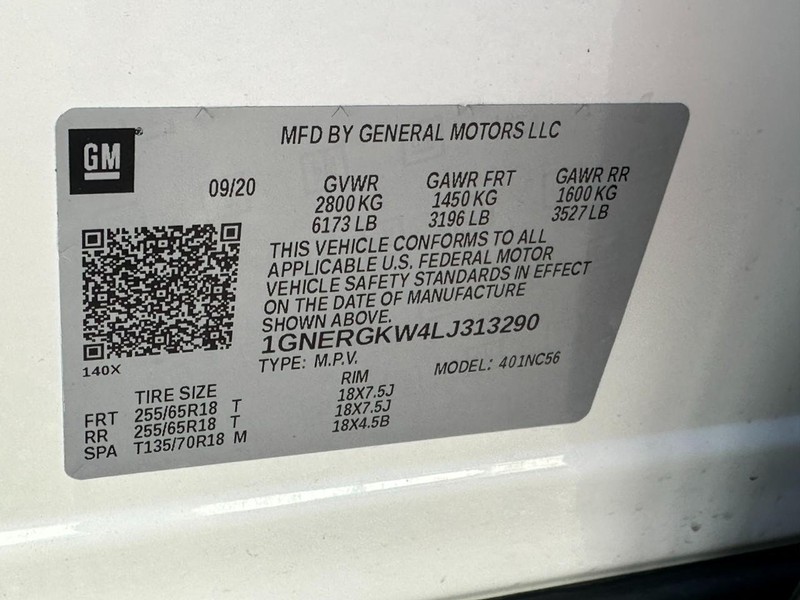 GM
MFD BY GENERAL MOTORS LLC
09/20 GVWR GAWR FRT GAWR RR
2800 KG 1450 KG 1600 KG
6173 LB 3196 LB 3527 LB
THIS VEHICLE CONFORMS TO ALL
APPLICABLE U.S. FEDERAL MOTOR
VEHICLE SAFETY STANDARDS IN EFFECT
ON THE DATE OF MANUFACTURE
SHOWN ABOVE.
1GNERGKW4LJ313290
140X
TYPE: M.P.V. MODEL: 401NC56
TIRE SIZE RIM
FRT 255/65R18 T 18X7.5J
RR 255/65R18 T 18X7.5J
SPA T135/70R18 M 18X4.5B